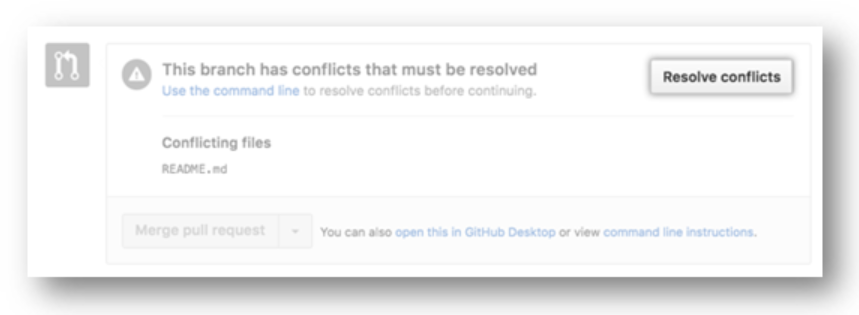 This branch has conflicts that must be resolved
Resolve conflicts
Use the command line to resolve conflicts before continuing.
Conflicting files
README.md
Merge pull request
You can also open this in GitHub Desktop or view command line instructions.